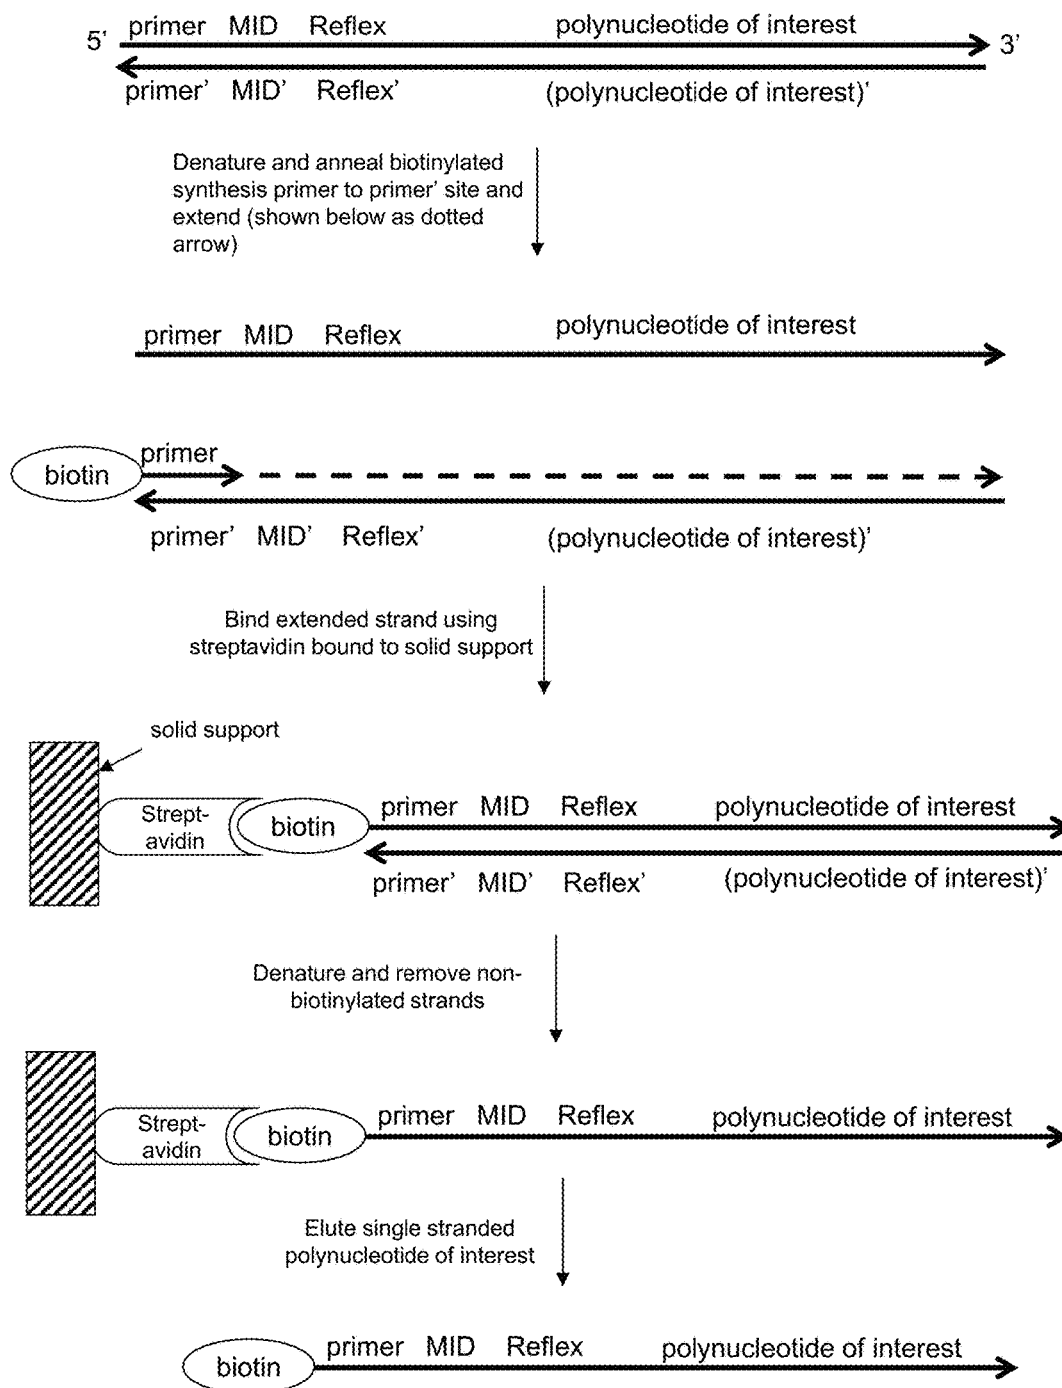 primer MID Reflex polynucleotide of interest
5’ 3’
primer’ MID’ Reflex’ (polynucleotide of interest)’
Denature and anneal biotinylated
synthesis primer to primer’ site and
extend (shown below as dotted
arrow)
primer MID Reflex polynucleotide of interest
primer
biotin
primer’ MID’ Reflex’ (polynucleotide of interest)’
Bind extended strand using
streptavidin bound to solid support
solid support
Strept-
avidin
biotin
primer MID Reflex polynucleotide of interest
primer’ MID’ Reflex’ (polynucleotide of interest)’
Denature and remove non-
biotinylated strands
Strept-
avidin
biotin
primer MID Reflex polynucleotide of interest
Elute single stranded
polynucleotide of interest
biotin
primer MID Reflex polynucleotide of interest